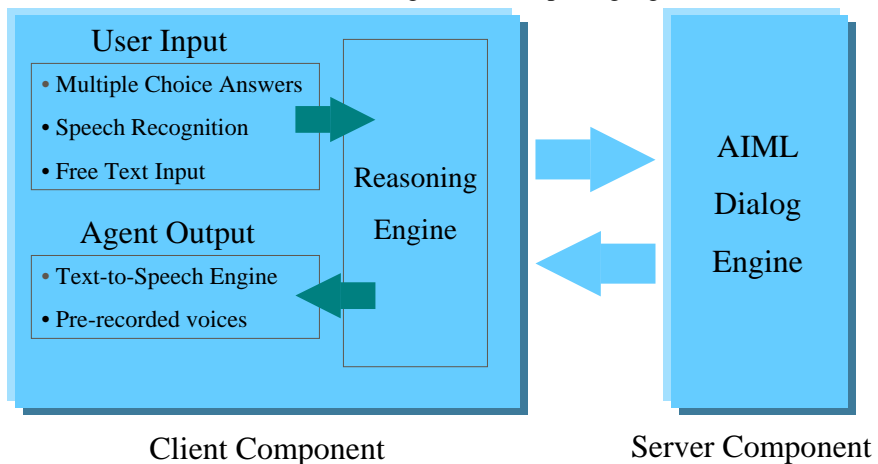 User Input
• Multiple Choice Answers
• Speech Recognition
• Free Text Input
Agent Output
• Text-to-Speech Engine
• Pre-recorded voices
Reasoning
Engine
AIML
Dialog
Engine
Client Component
Server Component